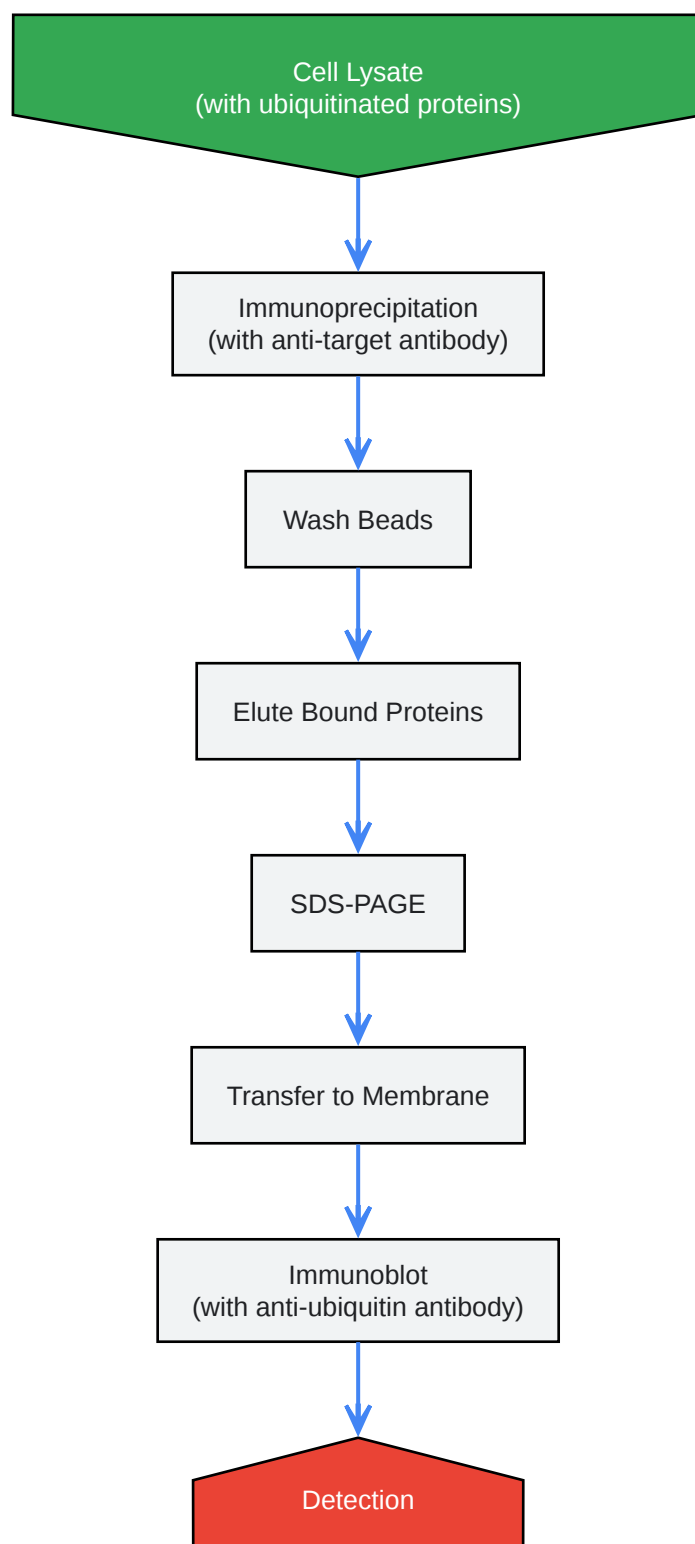 Cell Lysate
(with ubiquitinated proteins)
Immunoprecipitation
(with anti-target antibody)
Wash Beads
Elute Bound Proteins
SDS-PAGE
Transfer to Membrane
Immunoblot
(with anti-ubiquitin antibody)
Detection